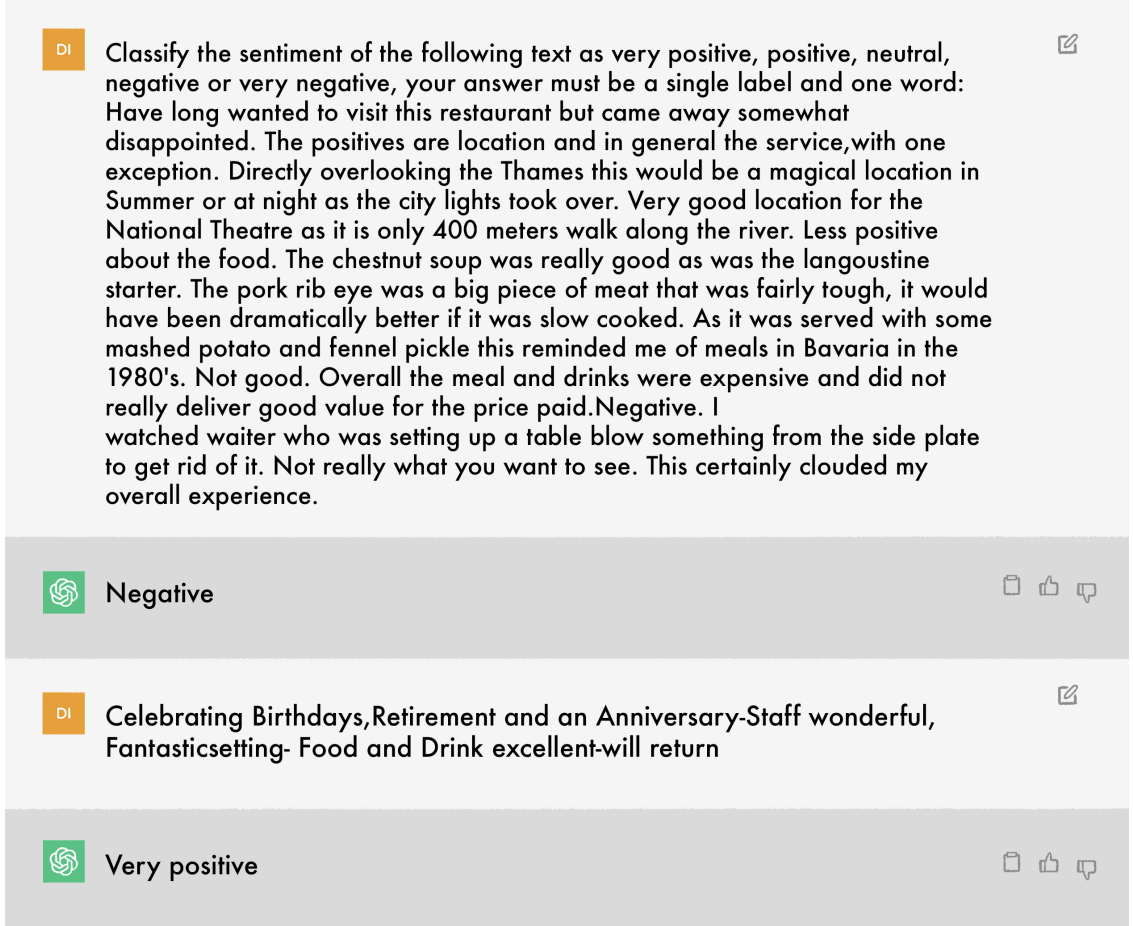 DI
Classify the sentiment of the following text as very positive, positive, neutral,
negative or very negative, your answer must be a single label and one word:
Have long wanted to visit this restaurant but came away somewhat
disappointed. The positives are location and in general the service,with one
exception. Directly overlooking the Thames this would be a magical location in
Summer or at night as the city lights took over. Very good location for the
National Theatre as it is only 400 meters walk along the river. Less positive
about the food. The chestnut soup was really good as was the langoustine
starter. The pork rib eye was a big piece of meat that was fairly tough, it would
have been dramatically better if it was slow cooked. As it was served with some
mashed potato and fennel pickle this reminded me of meals in Bavaria in the
1980's. Not good. Overall the meal and drinks were expensive and did not
really deliver good value for the price paid.Negative. I
watched waiter who was setting up a table blow something from the side plate
to get rid of it. Not really what you want to see. This certainly clouded my
overall experience.
Negative
DI
Celebrating Birthdays,Retirement and an Anniversary-Staff wonderful,
Fantasticsetting- Food and Drink excellent-will return
Very positive